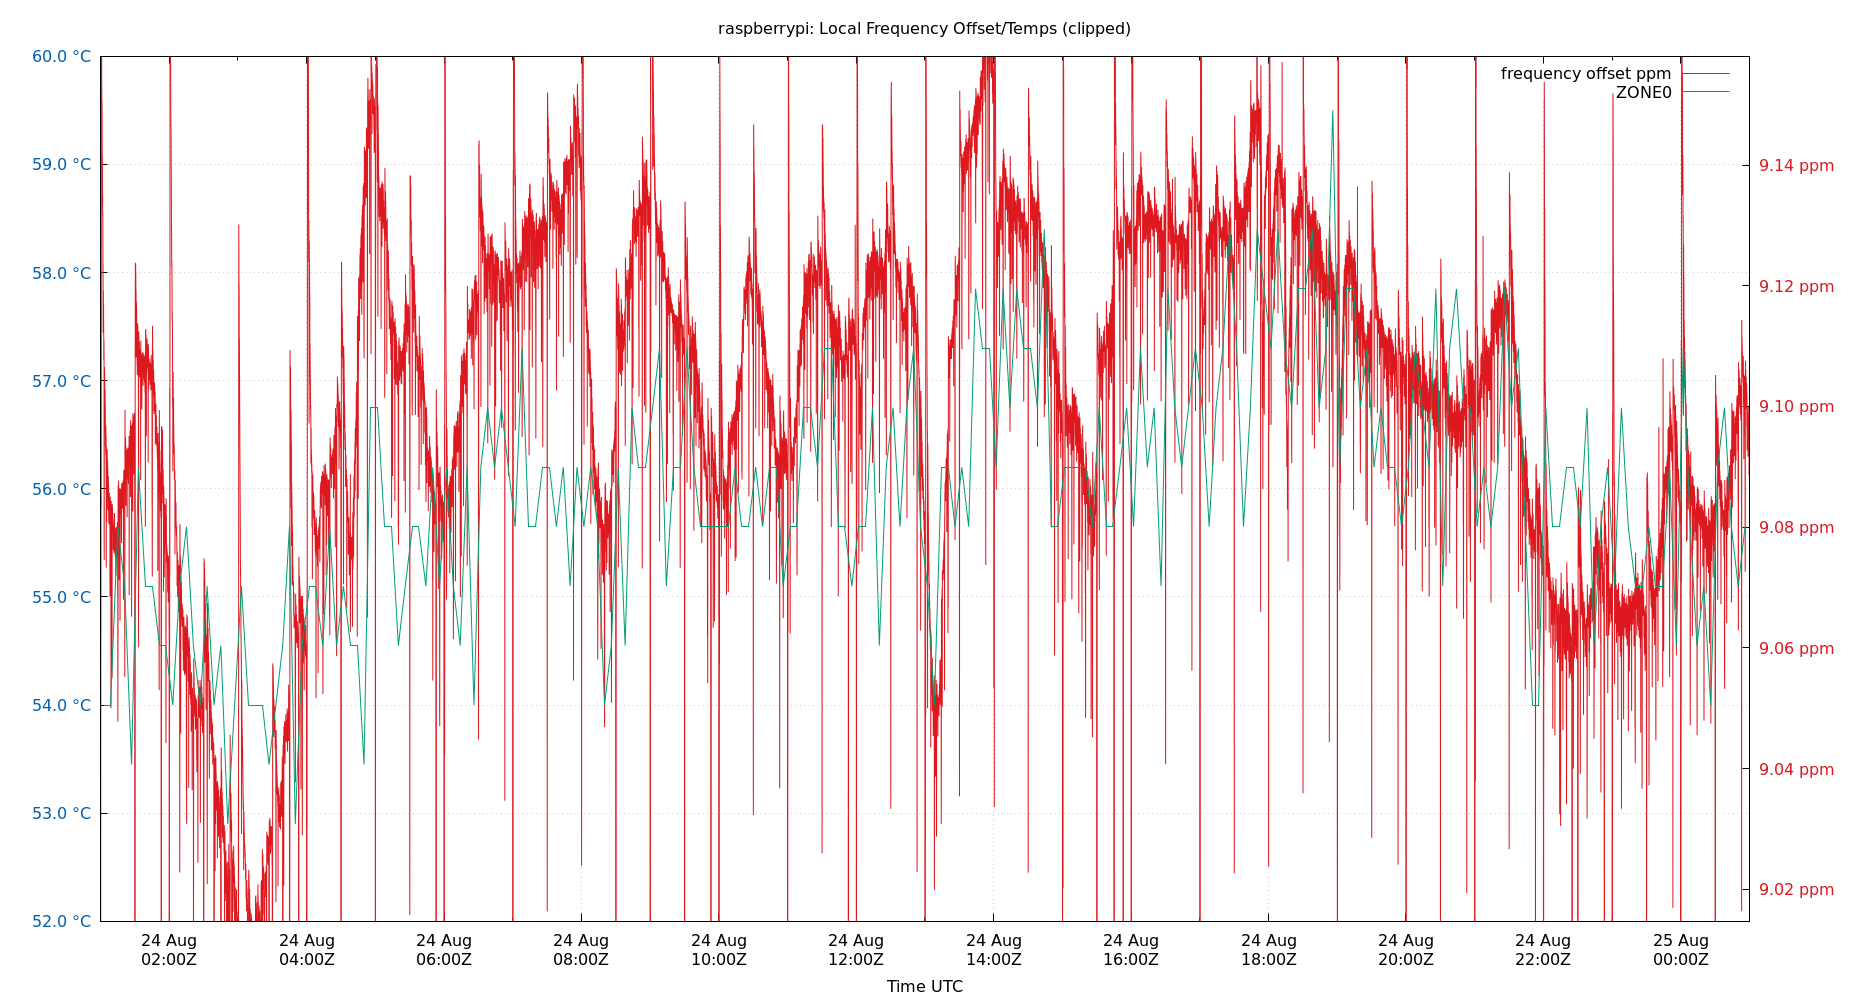 raspberrypi: Local Frequency Offset/Temps (clipped)
frequency offset ppm
ZONE0
60.0 °C
59.0 °C
58.0 °C
57.0 °C
56.0 °C
55.0 °C
54.0 °C
53.0 °C
52.0 °C
9.14 ppm
9.12 ppm
9.10 ppm
9.08 ppm
9.06 ppm
9.04 ppm
9.02 ppm
24 Aug 24 Aug 24 Aug 24 Aug 24 Aug 24 Aug 24 Aug 24 Aug 24 Aug 24 Aug 24 Aug 25 Aug
02:00Z 04:00Z 06:00Z 08:00Z 10:00Z 12:00Z 14:00Z 16:00Z 18:00Z 20:00Z 22:00Z 00:00Z
Time UTC